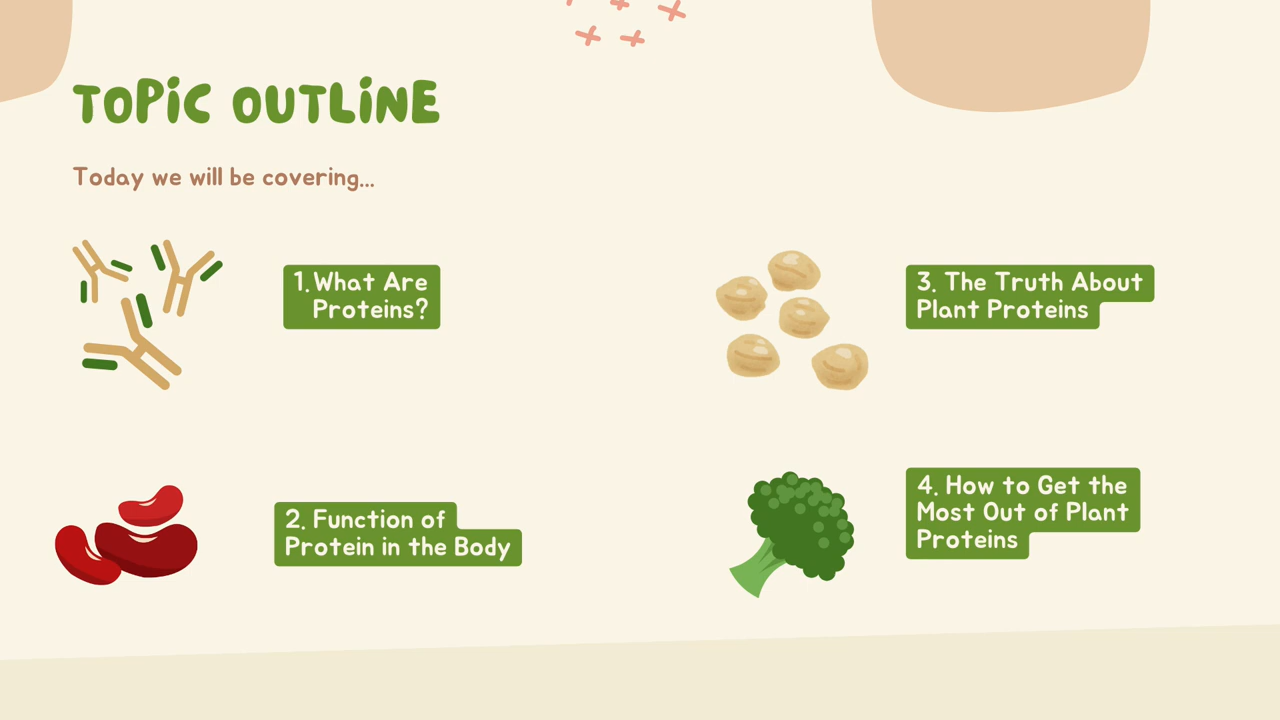 TOPIC OUTLINE
Today we will be covering...
1. What Are
Proteins?
2. Function of
Protein in the Body
3. The Truth About
Plant Proteins
4. How to Get the
Most Out of Plant
Proteins